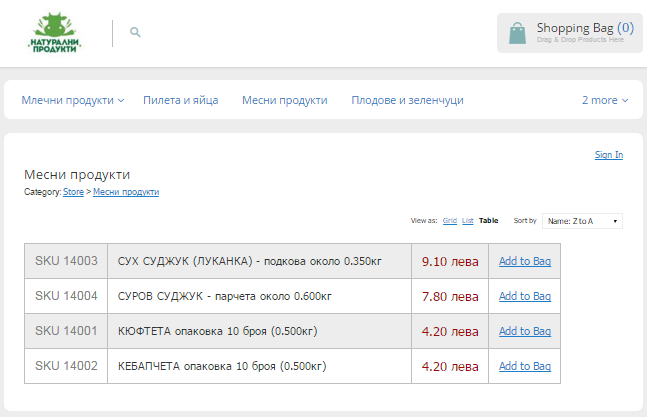 НАТУРАЛНИ
ПРОДУКТИ
Shopping Bag (0)
Drag & Drop Products Here
Млечни продукти Пилета и яйца Месни продукти Плодове и зеленчуци 2 more
Sign In
Месни продукти
Category: Store > Месни продукти
View as: Grid List Table Sort by Name: Z to A
SKU 14003 СУХ СУДЖУК (ЛУКАНКА) - подкова около 0.350кг 9.10 лева Add to Bag
SKU 14004 СУРОВ СУДЖУК - парчета около 0.600кг 7.80 лева Add to Bag
SKU 14001 КЮФТЕТА опаковка 10 броя (0.500кг) 4.20 лева Add to Bag
SKU 14002 КЕБАПЧЕТА опаковка 10 броя (0.500кг) 4.20 лева Add to Bag